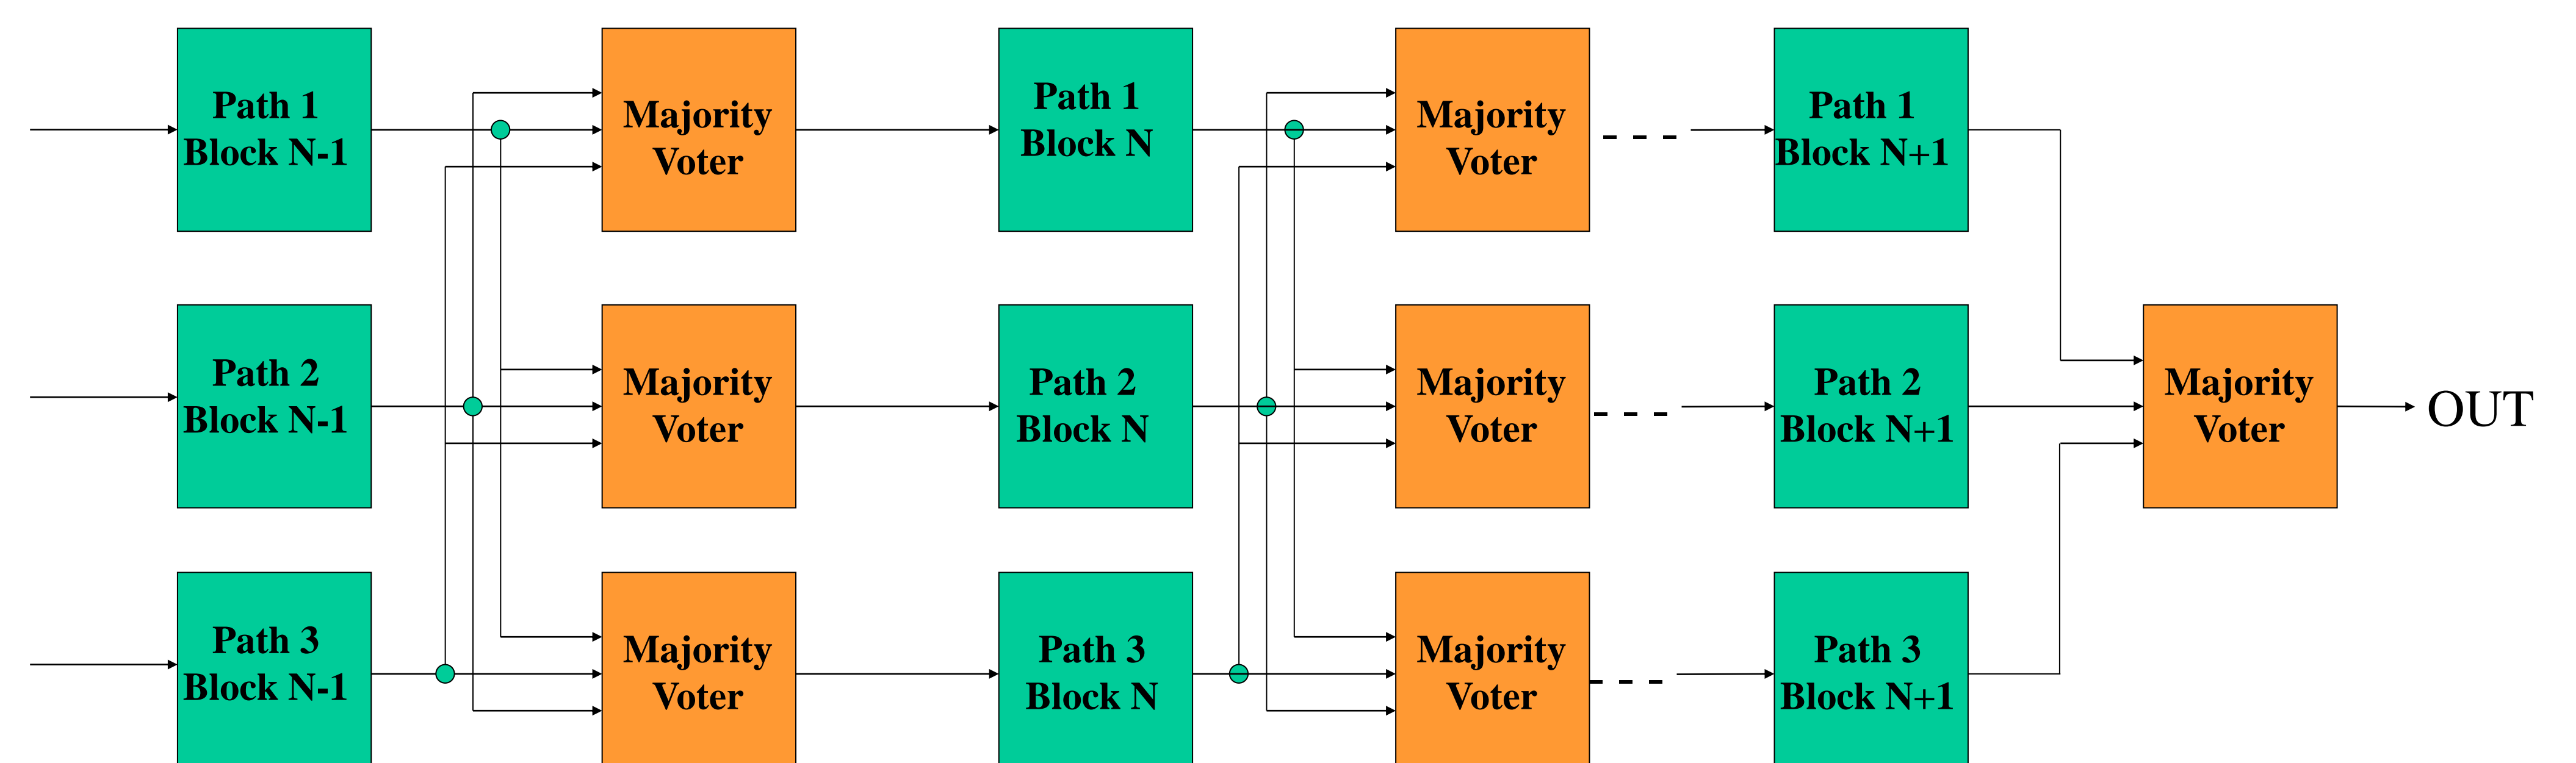 Path 1
Block N-1
Majority
Voter
Path 1
Block N
Majority
Voter
Path 1
Block N+1
Path 2
Block N-1
Majority
Voter
Path 2
Block N
Majority
Voter
Path 2
Block N+1
Majority
Voter
OUT
Path 3
Block N-1
Majority
Voter
Path 3
Block N
Majority
Voter
Path 3
Block N+1